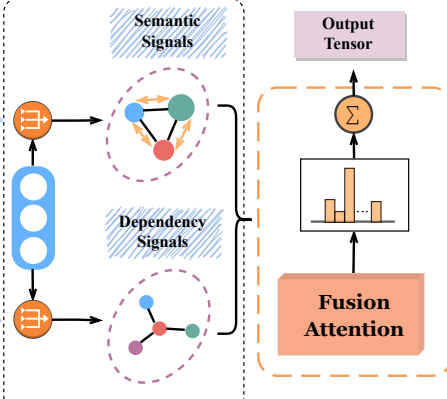 Semantic
Signals
Output
Tensor
Σ
Dependency
Signals
Fusion
Attention